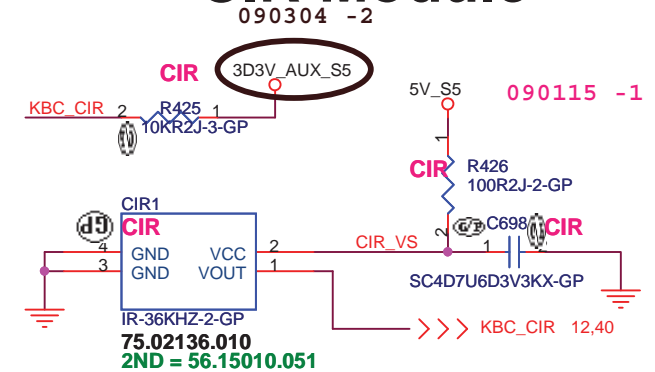 CIR Module
090304 -2
CIR 3D3V_AUX_S5
KBC_CIR 2 R425 1
10KR2J-3-GP
5V_S5 090115 -1
1
CIR R426
100R2J-2-GP
2
CIR1
CIR
4 GND VCC 2 CIR_VS 1 C698 CIR
3 GND VOUT 1
SC4D7U6D3V3KX-GP
IR-36KHZ-2-GP
KBC_CIR 12,40
75.02136.010
2ND = 56.15010.051